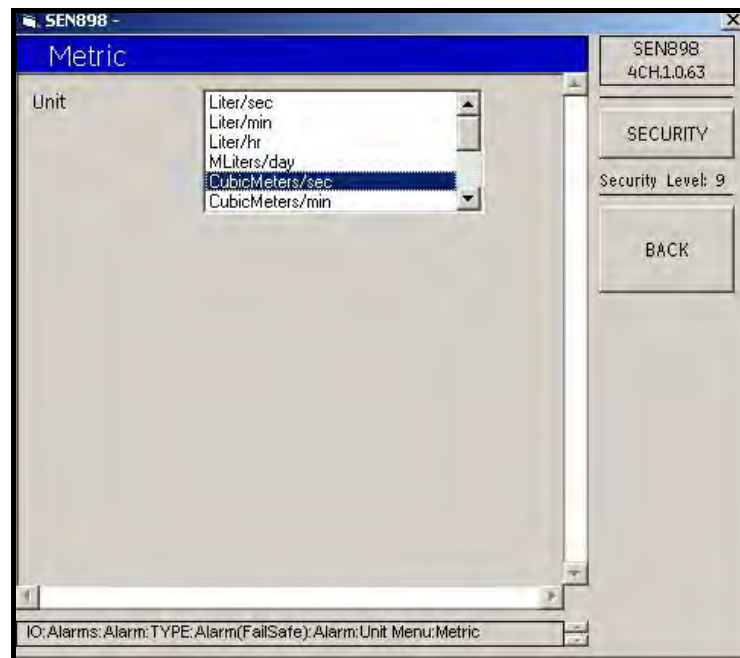 SEN898 -
Metric
Unit
Liter/sec
Liter/min
Liter/hr
MLiters/day
CubicMeters/sec
CubicMeters/min
SEN898
4CH.1.0.63
SECURITY
Security Level: 9
BACK
IO:Alarms:Alarm:TYPE:Alarm(FailSafe):Alarm:Unit Menu:Metric